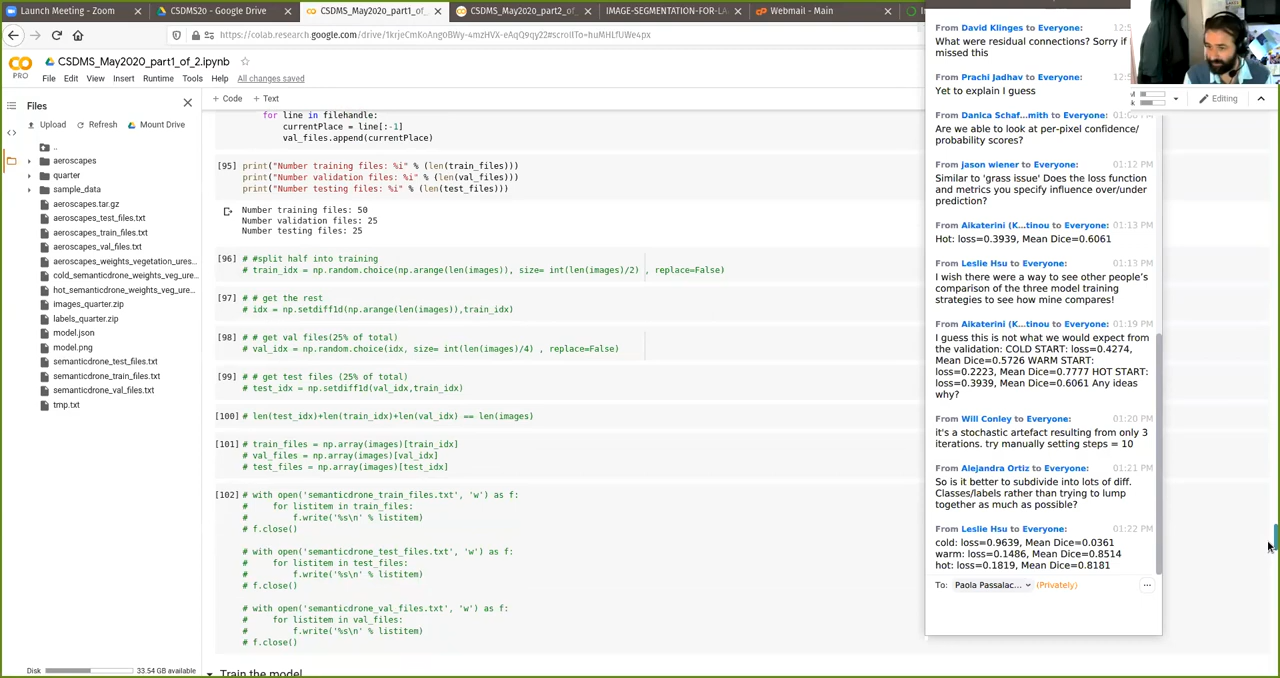 Launch Meeting - Zoom
CSDMS20 - Google Drive
CSDMS_May2020_part1_of_2.ip
CSDMS_May2020_part2_of_
IMAGE-SEGMENTATION-FOR-LA
Webmail - Main
https://colab.research.google.com/drive/
CSDMS_May2020_part1_of_2.ipynb
PRO
File Edit View Insert Runtime Tools Help All changes saved
Files
+ Code + Text
Editing
Upload Refresh Mount Drive
..
aeroscapes
quarter
sample_data
aeroscapes.tar.gz
aeroscapes_test_files.txt
aeroscapes_train_files.txt
aeroscapes_val_files.txt
aeroscapes_weights_vegetation_ures...
cold_semanticdrone_weights_veg_ure...
hot_semanticdrone_weights_veg_ure...
images_quarter.zip
labels_quarter.zip
model.json
model.png
semanticdrone_test_files.txt
semanticdrone_train_files.txt
semanticdrone_val_files.txt
tmp.txt
Disk 33.54 GB available
for line in filehandle:
currentPlace = line[:-1]
val_files.append(currentPlace)
[95] print("Number training files: %i" % (len(train_files)))
print("Number validation files: %i" % (len(val_files)))
print("Number testing files: %i" % (len(test_files)))
Number training files: 50
Number validation files: 25
Number testing files: 25
[96] # #split half into training
# train_idx = np.random.choice(np.arange(len(images)), size= int(len(images)/2) , replace=False)
[97] # # get the rest
# idx = np.setdiff1d(np.arange(len(images)),train_idx)
[98] # # get val files(25% of total)
# val_idx = np.random.choice(idx, size= int(len(images)/4) , replace=False)
[99] # # get test files (25% of total)
# test_idx = np.setdiff1d(val_idx,train_idx)
[100] # len(test_idx)+len(train_idx)+len(val_idx) == len(images)
[101] # train_files = np.array(images)[train_idx]
# val_files = np.array(images)[val_idx]
# test_files = np.array(images)[test_idx]
[102] # with open('semanticdrone_train_files.txt', 'w') as f:
# for listitem in train_files:
# f.write('%s\n' % listitem)
# f.close()
# with open('semanticdrone_test_files.txt', 'w') as f:
# for listitem in test_files:
# f.write('%s\n' % listitem)
# f.close()
# with open('semanticdrone_val_files.txt', 'w') as f:
# for listitem in val_files:
# f.write('%s\n' % listitem)
# f.close()
Train the model
From David Klinges to Everyone:
What were residual connections? Sorry if
missed this
From Prachi Jadhav to Everyone:
Yet to explain I guess
From Danica Schaf...mith to Everyone:
Are we able to look at per-pixel confidence/
probability scores?
From jason wiener to Everyone: 01:12 PM
Similar to 'grass issue' Does the loss function
and metrics you specify influence over/under
prediction?
From Aikaterini (K...tinou to Everyone: 01:13 PM
Hot: loss=0.3939, Mean Dice=0.6061
From Leslie Hsu to Everyone: 01:13 PM
I wish there were a way to see other people's
comparison of the three model training
strategies to see how mine compares!
From Aikaterini (K...tinou to Everyone: 01:19 PM
I guess this is not what we would expect from
the validation: COLD START: loss=0.4274,
Mean Dice=0.5726 WARM START:
loss=0.2223, Mean Dice=0.7777 HOT START:
loss=0.3939, Mean Dice=0.6061 Any ideas
why?
From Will Conley to Everyone: 01:20 PM
it's a stochastic artefact resulting from only 3
iterations. try manually setting steps = 10
From Alejandra Ortiz to Everyone: 01:21 PM
So is it better to subdivide into lots of diff.
Classes/labels rather than trying to lump
together as much as possible?
From Leslie Hsu to Everyone: 01:22 PM
cold: loss=0.9639, Mean Dice=0.0361
warm: loss=0.1486, Mean Dice=0.8514
hot: loss=0.1819, Mean Dice=0.8181
To: Paola Passalac... (Privately)